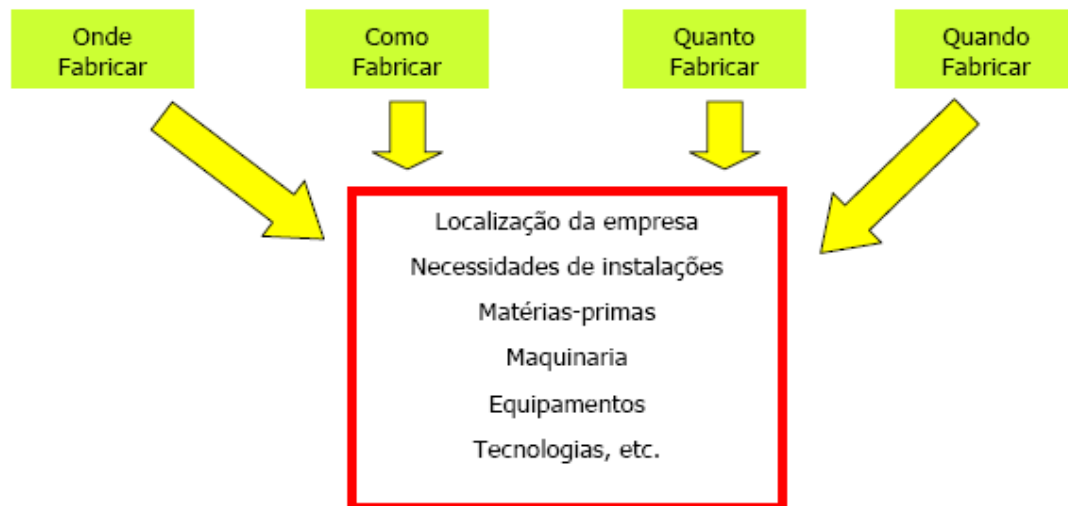 Onde
Fabricar
Como
Fabricar
Quanto
Fabricar
Quando
Fabricar
Localização da empresa
Necessidades de instalações
Matérias-primas
Maquinaria
Equipamentos
Tecnologias, etc.